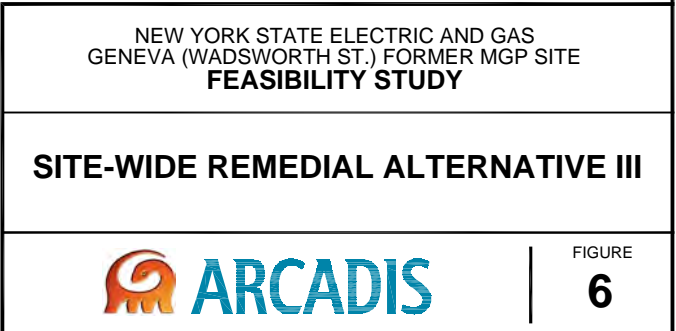 NEW YORK STATE ELECTRIC AND GAS
GENEVA (WADSWORTH ST.) FORMER MGP SITE
FEASIBILITY STUDY
SITE-WIDE REMEDIAL ALTERNATIVE III
ARCADIS
FIGURE
6